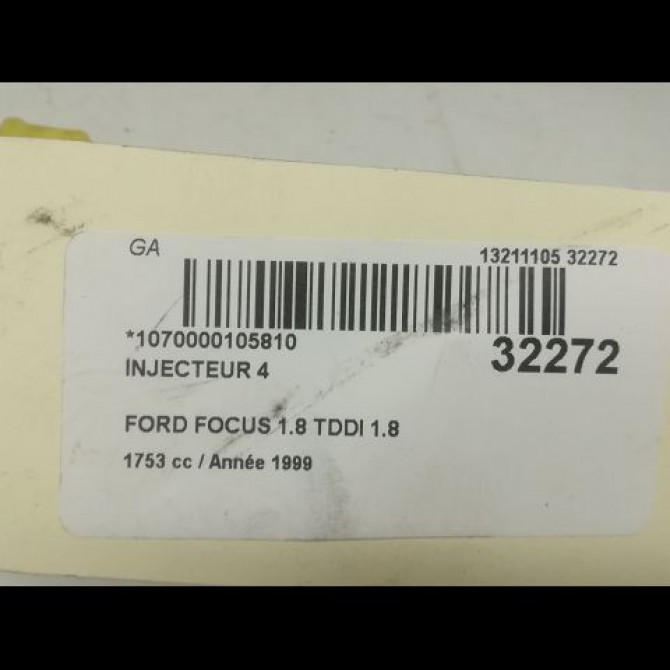 GA
13211105 32272
*1070000105810
32272
INJECTEUR 4
FORD FOCUS 1.8 TDDI 1.8
1753 cc / Année 1999